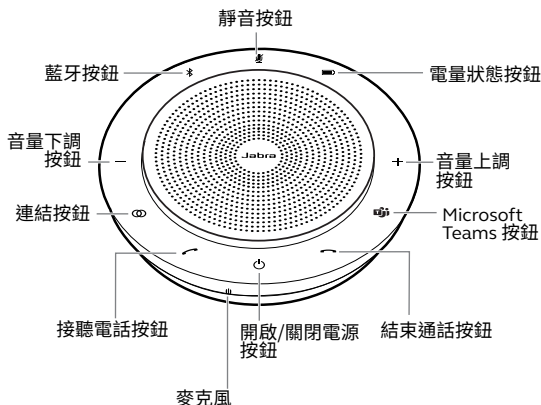 靜音按鈕
藍牙按鈕
電量狀態按鈕
音量下調
按鈕
Jabra
音量上調
按鈕
連結按鈕
Microsoft
Teams 按鈕
接聽電話按鈕
開啟/關閉電源
按鈕
結束通話按鈕
麥克風